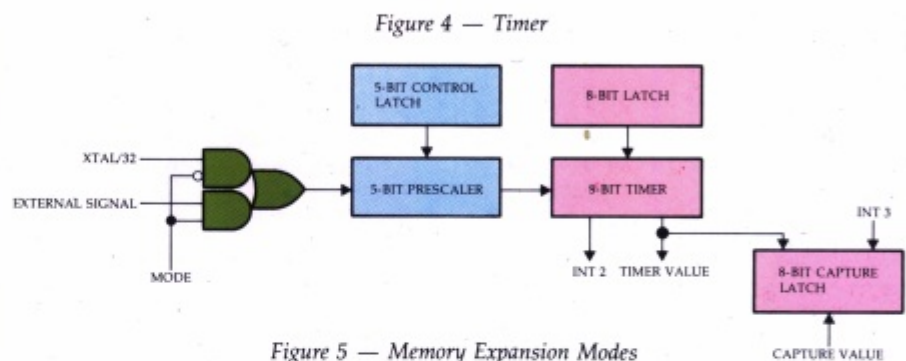 Figure 4 — Timer
5-BIT CONTROL
LATCH
8-BIT LATCH
XTAL/32
5-BIT PRESCALER
8-BIT TIMER
EXTERNAL SIGNAL
INT 3
MODE
INT 2
TIMER VALUE
8-BIT CAPTURE
LATCH
Figure 5 — Memory Expansion Modes
CAPTURE VALUE